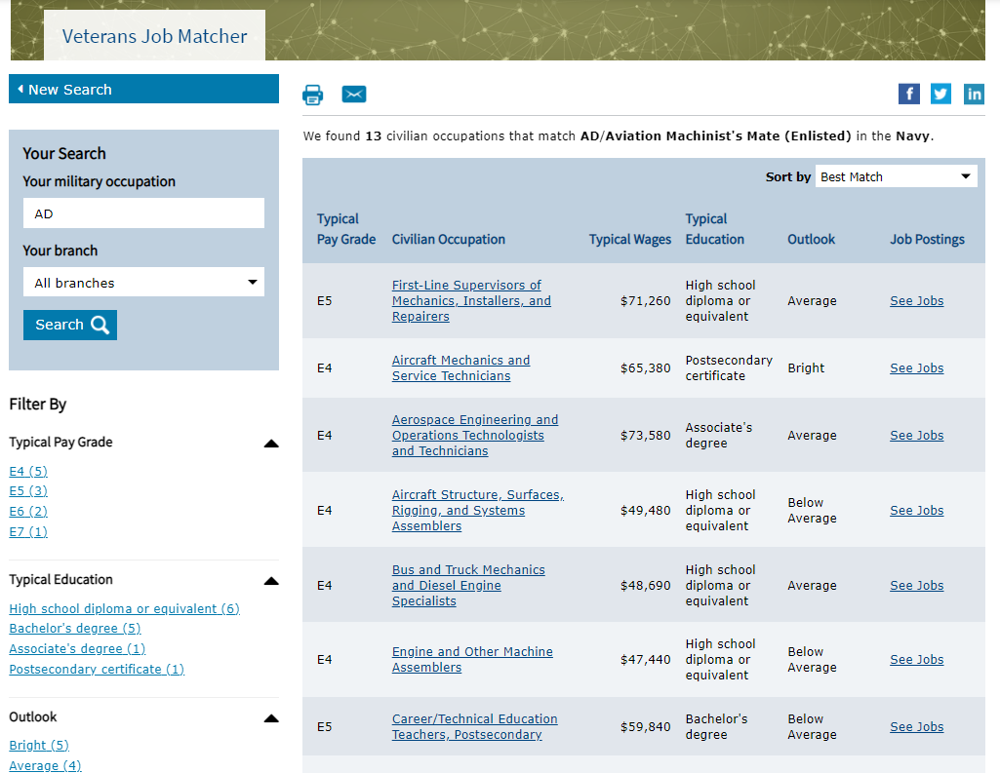 Veterans Job Matcher
New Search
Your Search
Your military occupation
AD
Your branch
All branches
Search
Filter By
Typical Pay Grade
E4 (5)
E5 (3)
E6 (2)
E7 (1)
Typical Education
High school diploma or equivalent (6)
Bachelor's degree (5)
Associate's degree (1)
Postsecondary certificate (1)
Outlook
Bright (5)
Average (4)
f
in
We found 13 civilian occupations that match AD/Aviation Machinist's Mate (Enlisted) in the Navy.
Sort by Best Match
Typical
Pay Grade
Civilian Occupation
Typical Wages
Typical
Education
Outlook
Job Postings
E5
First-Line Supervisors of
Mechanics, Installers, and
Repairers
$71,260
High school
diploma or
equivalent
Average
See Jobs
E4
Aircraft Mechanics and
Service Technicians
$65,380
Postsecondary
certificate
Bright
See Jobs
E4
Aerospace Engineering and
Operations Technologists
and Technicians
$73,580
Associate's
degree
Average
See Jobs
E4
Aircraft Structure, Surfaces,
Rigging, and Systems
Assemblers
$49,480
High school
diploma or
equivalent
Below
Average
See Jobs
E4
Bus and Truck Mechanics
and Diesel Engine
Specialists
$48,690
High school
diploma or
equivalent
Average
See Jobs
E4
Engine and Other Machine
Assemblers
$47,440
High school
diploma or
equivalent
Below
Average
See Jobs
E5
Career/Technical Education
Teachers, Postsecondary
$59,840
Bachelor's
degree
Below
Average
See Jobs